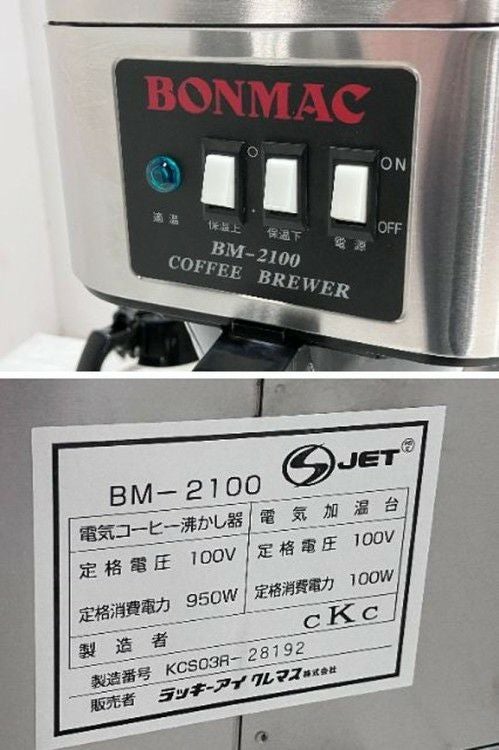 BONMAC
ON
適温 保温上 保温下 電源 OFF
BM-2100
COFFEE BREWER
BM-2100 JET
電気コーヒー沸かし器 電気加温台
定格電圧 100V 定格電圧 100V
定格消費電力 950W 定格消費電力 100W
製造者 cKc
製造番号 KCS03R-28192
販売者 ラッキーアイクレマス株式会社